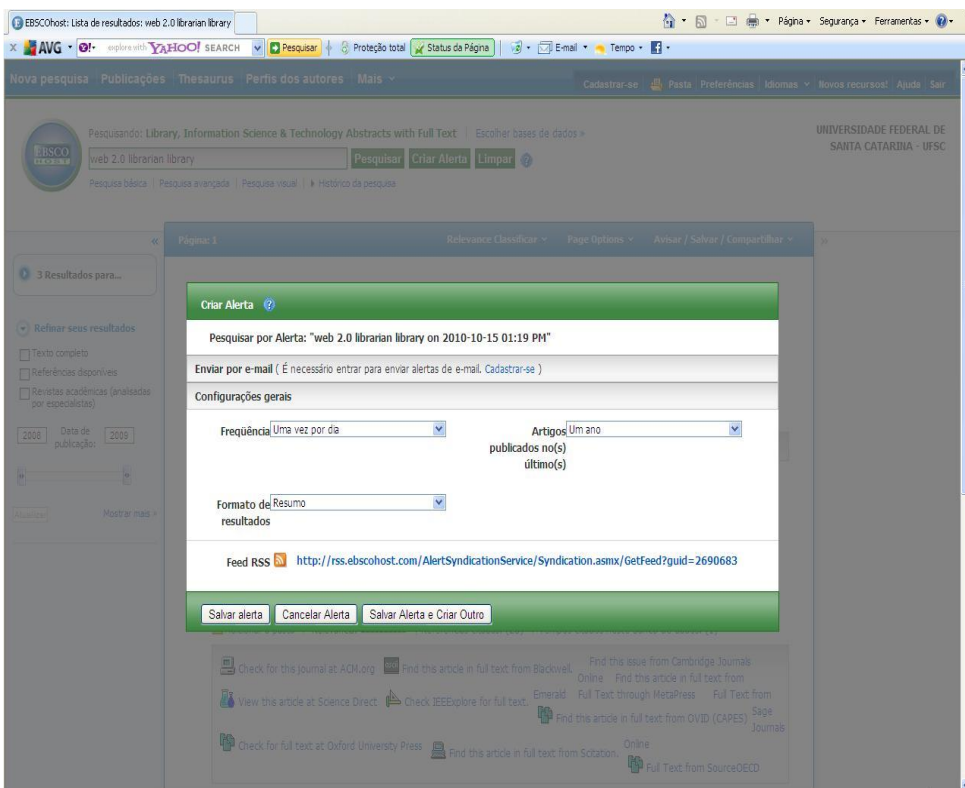 EBSCOhost: Lista de resultados: web 2.0 librarian library
Página Segurança Ferramentas
AVG explore with YAHOO! SEARCH Pesquisar Proteção total Status da Página E-mail Tempo
Nova pesquisa Publicações Thesaurus Perfis dos autores Mais
Cadastrar-se Pasta Preferências Idiomas Novos recursos! Ajuda Sair
Pesquisando: Library, Information Science & Technology Abstracts with Full Text Escolher bases de dados »
UNIVERSIDADE FEDERAL DE
SANTA CATARINA - UFSC
EBSCO
HOST
web 2.0 librarian library Pesquisar Criar Alerta Limpar
Pesquisa básica Pesquisa avançada Pesquisa visual Histórico da pesquisa
« Página: 1 Relevance Classificar Page Options Avisar / Salvar / Compartilhar »
3 Resultados para...
Refinar seus resultados
Texto completo
Referências disponíveis
Revistas acadêmicas (analisadas
por especialistas)
2008 Data de publicação: 2009
Atualizar Mostrar mais »
Criar Alerta
Pesquisar por Alerta: "web 2.0 librarian library on 2010-10-15 01:19 PM"
Enviar por e-mail ( É necessário entrar para enviar alertas de e-mail. Cadastrar-se )
Configurações gerais
Freqüência Uma vez por dia
Artigos publicados no(s) último(s) Um ano
Formato de resultados Resumo
Feed RSS http://rss.ebscohost.com/AlertSyndicationService/Syndication.asmx/GetFeed?guid=2690683
Salvar alerta Cancelar Alerta Salvar Alerta e Criar Outro
Check for this journal at ACM.org Find this article in full text from Blackwell. Find this issue from Cambridge Journals
Online Find this article in full text from
View this article at Science Direct Check IEEExplore for full text. Emerald Full Text through MetaPress Full Text from
Find this article in full text from OVID (CAPES) Sage
Journals
Check for full text at Oxford University Press Find this article in full text from Scitation. Online
Full Text from SourceOECD